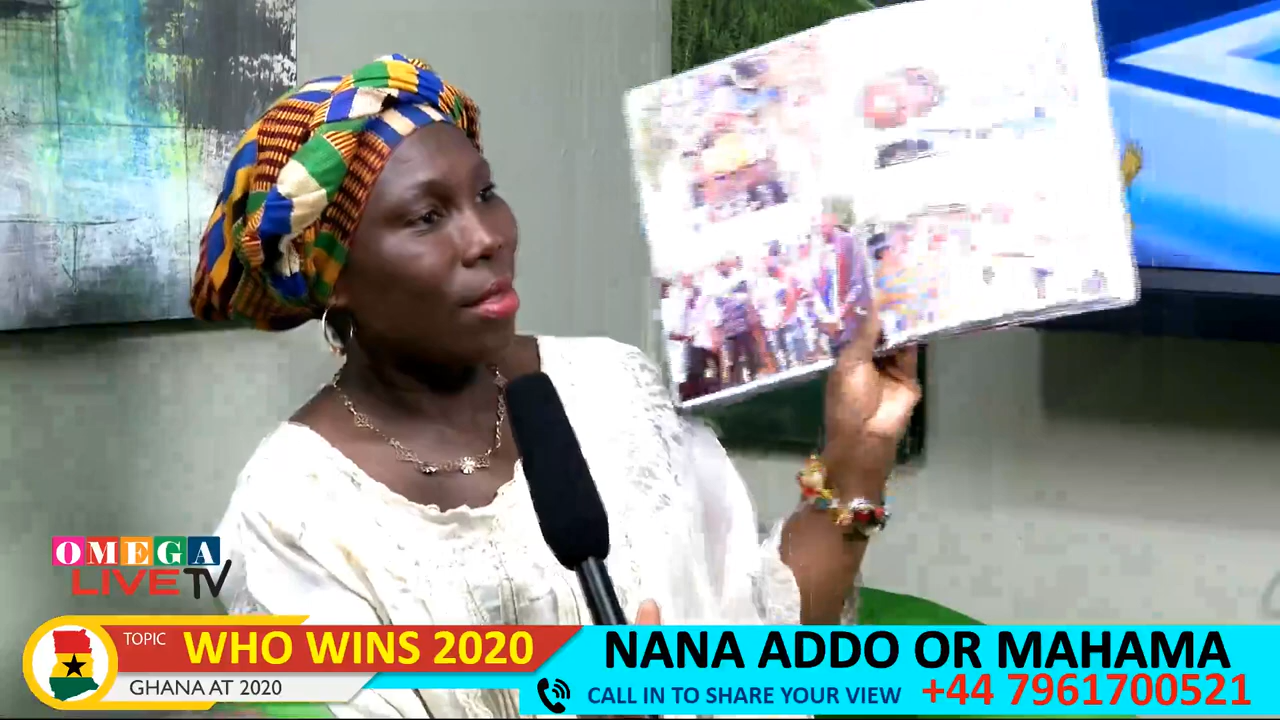 OMEGA
LIVE TV
TOPIC
WHO WINS 2020
GHANA AT 2020
NANA ADDO OR MAHAMA
CALL IN TO SHARE YOUR VIEW
+44 7961700521